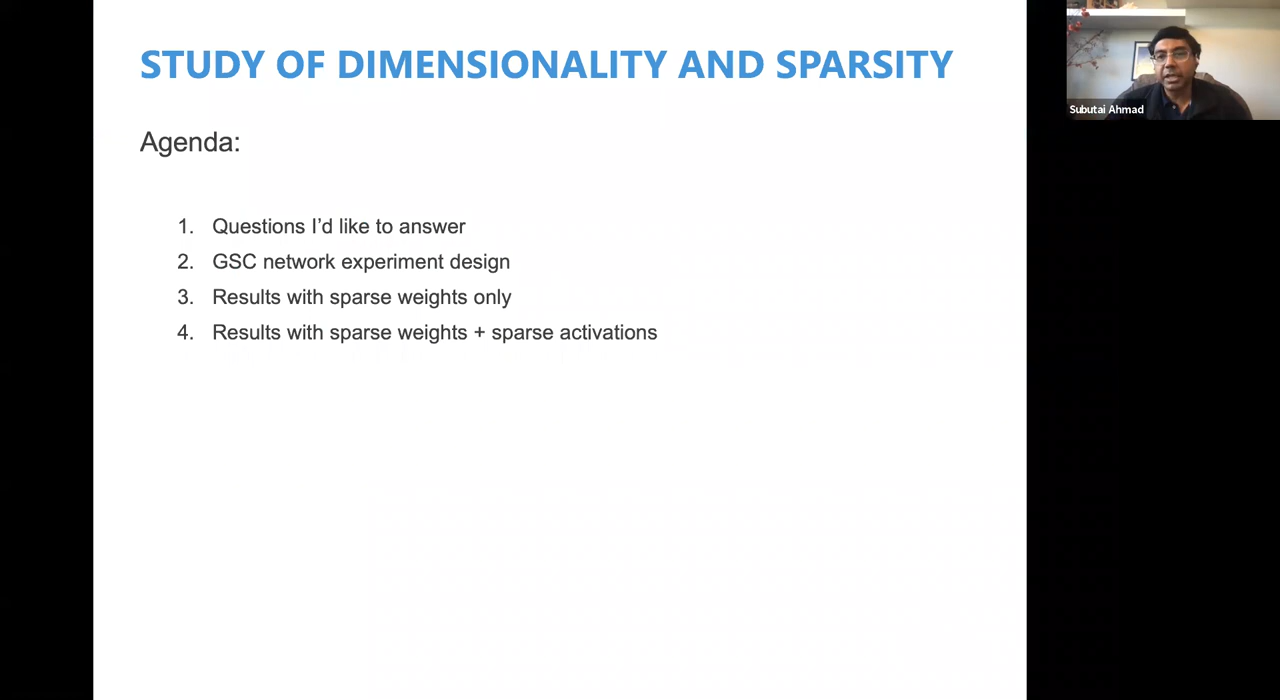 STUDY OF DIMENSIONALITY AND SPARSITY
Agenda:
1. Questions I’d like to answer
2. GSC network experiment design
3. Results with sparse weights only
4. Results with sparse weights + sparse activations
Subutai Ahmad